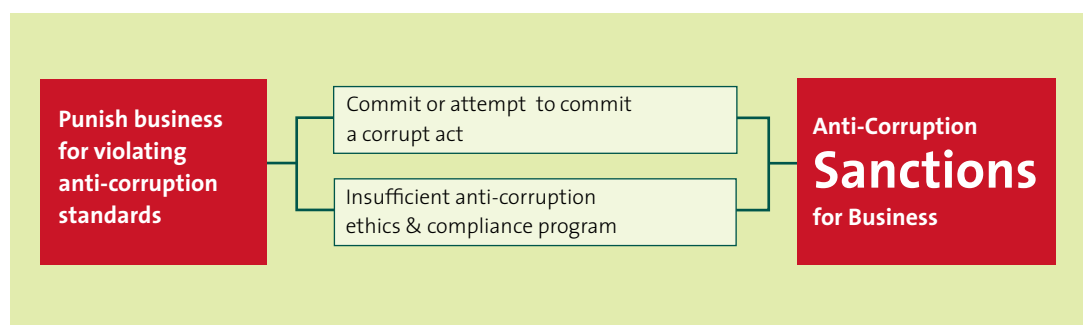 Punish business
for violating
anti-corruption
standards
Commit or attempt to commit
a corrupt act
Insufficient anti-corruption
ethics & compliance program
Anti-Corruption
Sanctions
for Business